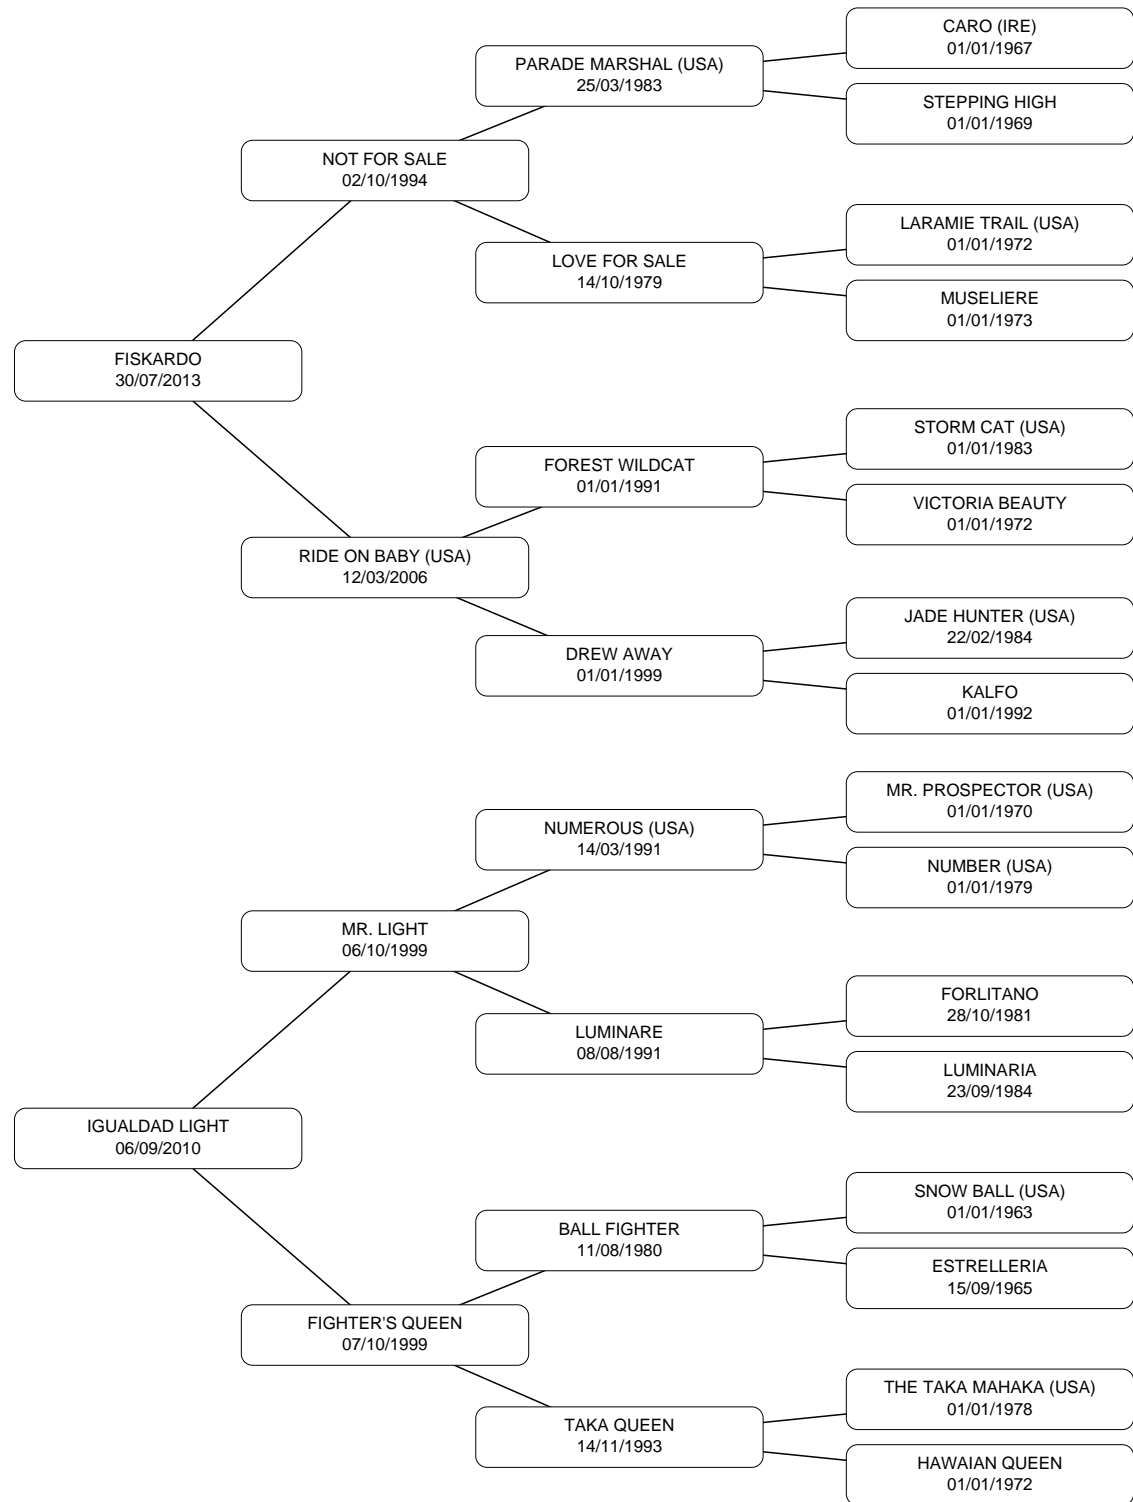 CARO (IRE)
01/01/1967
PARADE MARSHAL (USA)
25/03/1983
STEPPING HIGH
01/01/1969
NOT FOR SALE
02/10/1994
LARAMIE TRAIL (USA)
01/01/1972
LOVE FOR SALE
14/10/1979
MUSELIERE
01/01/1973
FISKARDO
30/07/2013
STORM CAT (USA)
01/01/1983
FOREST WILDCAT
01/01/1991
VICTORIA BEAUTY
01/01/1972
RIDE ON BABY (USA)
12/03/2006
JADE HUNTER (USA)
22/02/1984
DREW AWAY
01/01/1999
KALFO
01/01/1992
MR. PROSPECTOR (USA)
01/01/1970
NUMEROUS (USA)
14/03/1991
NUMBER (USA)
01/01/1979
MR. LIGHT
06/10/1999
FORLITANO
28/10/1981
LUMINARE
08/08/1991
LUMINARIA
23/09/1984
IGUALDAD LIGHT
06/09/2010
SNOW BALL (USA)
01/01/1963
BALL FIGHTER
11/08/1980
ESTRELLERIA
15/09/1965
FIGHTER'S QUEEN
07/10/1999
THE TAKA MAHAKA (USA)
01/01/1978
TAKA QUEEN
14/11/1993
HAWAIAN QUEEN
01/01/1972